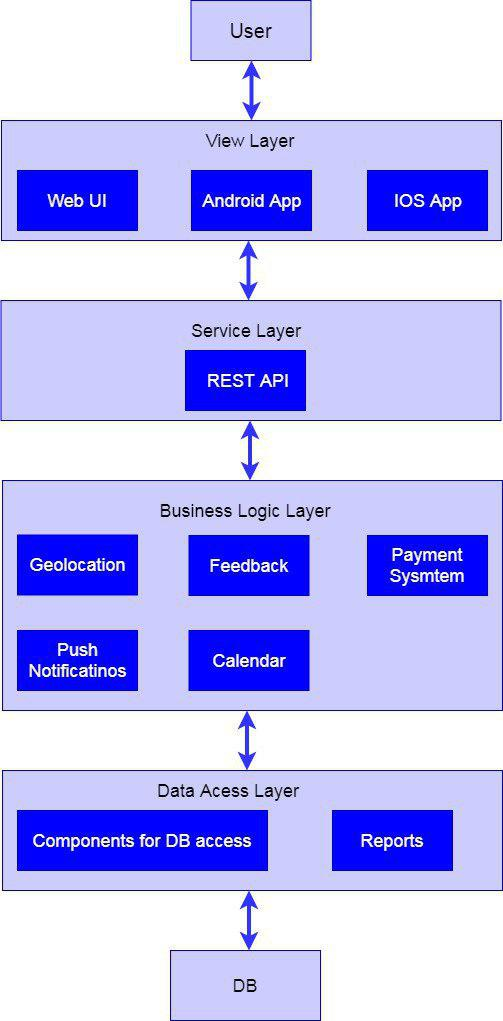 User
View Layer
Web UI
Android App
IOS App
Service Layer
REST API
Business Logic Layer
Geolocation
Feedback
Payment
Sysmtem
Push
Notificatinos
Calendar
Data Acess Layer
Components for DB access
Reports
DB